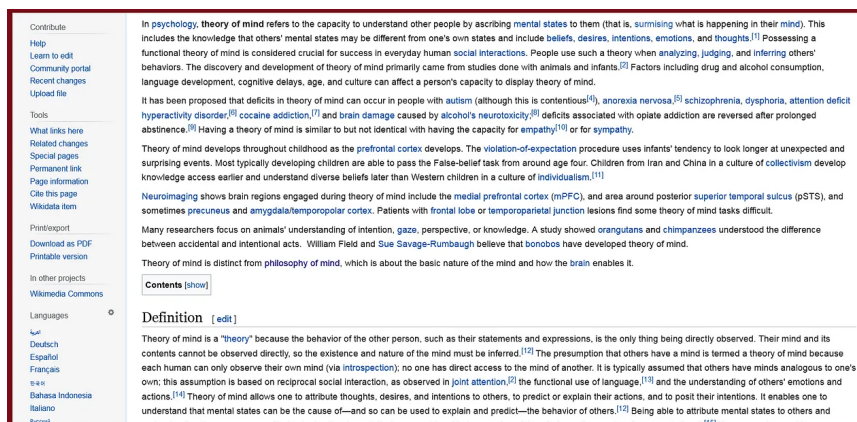 Contribute
Help
Learn to edit
Community portal
Recent changes
Upload file
Tools
What links here
Related changes
Special pages
Permanent link
Page information
Cite this page
Wikidata item
Print/export
Download as PDF
Printable version
In other projects
Wikimedia Commons
Languages
العربية
Deutsch
Español
Français
한국어
Bahasa Indonesia
Italiano
Русский
In psychology, theory of mind refers to the capacity to understand other people by ascribing mental states to them (that is, surmising what is happening in their mind). This
includes the knowledge that others' mental states may be different from one's own states and include beliefs, desires, intentions, emotions, and thoughts.[1] Possessing a
functional theory of mind is considered crucial for success in everyday human social interactions. People use such a theory when analyzing, judging, and inferring others'
behaviors. The discovery and development of theory of mind primarily came from studies done with animals and infants.[2] Factors including drug and alcohol consumption,
language development, cognitive delays, age, and culture can affect a person's capacity to display theory of mind.
It has been proposed that deficits in theory of mind can occur in people with autism (although this is contentious[4]), anorexia nervosa,[5] schizophrenia, dysphoria, attention deficit
hyperactivity disorder,[6] cocaine addiction,[7] and brain damage caused by alcohol's neurotoxicity;[8] deficits associated with opiate addiction are reversed after prolonged
abstinence.[9] Having a theory of mind is similar to but not identical with having the capacity for empathy[10] or for sympathy.
Theory of mind develops throughout childhood as the prefrontal cortex develops. The violation-of-expectation procedure uses infants' tendency to look longer at unexpected and
surprising events. Most typically developing children are able to pass the False-belief task from around age four. Children from Iran and China in a culture of collectivism develop
knowledge access earlier and understand diverse beliefs later than Western children in a culture of individualism.[11]
Neuroimaging shows brain regions engaged during theory of mind include the medial prefrontal cortex (mPFC), and area around posterior superior temporal sulcus (pSTS), and
sometimes precuneus and amygdala/temporopolar cortex. Patients with frontal lobe or temporoparietal junction lesions find some theory of mind tasks difficult.
Many researchers focus on animals' understanding of intention, gaze, perspective, or knowledge. A study showed orangutans and chimpanzees understood the difference
between accidental and intentional acts. William Field and Sue Savage-Rumbaugh believe that bonobos have developed theory of mind.
Theory of mind is distinct from philosophy of mind, which is about the basic nature of the mind and how the brain enables it.
Contents [show]
Definition [ edit ]
Theory of mind is a "theory" because the behavior of the other person, such as their statements and expressions, is the only thing being directly observed. Their mind and its
contents cannot be observed directly, so the existence and nature of the mind must be inferred.[12] The presumption that others have a mind is termed a theory of mind because
each human can only observe their own mind (via introspection); no one has direct access to the mind of another. It is typically assumed that others have minds analogous to one's
own; this assumption is based on reciprocal social interaction, as observed in joint attention,[2] the functional use of language,[13] and the understanding of others' emotions and
actions.[14] Theory of mind allows one to attribute thoughts, desires, and intentions to others, to predict or explain their actions, and to posit their intentions. It enables one to
understand that mental states can be the cause of—and so can be used to explain and predict—the behavior of others.[12] Being able to attribute mental states to others and